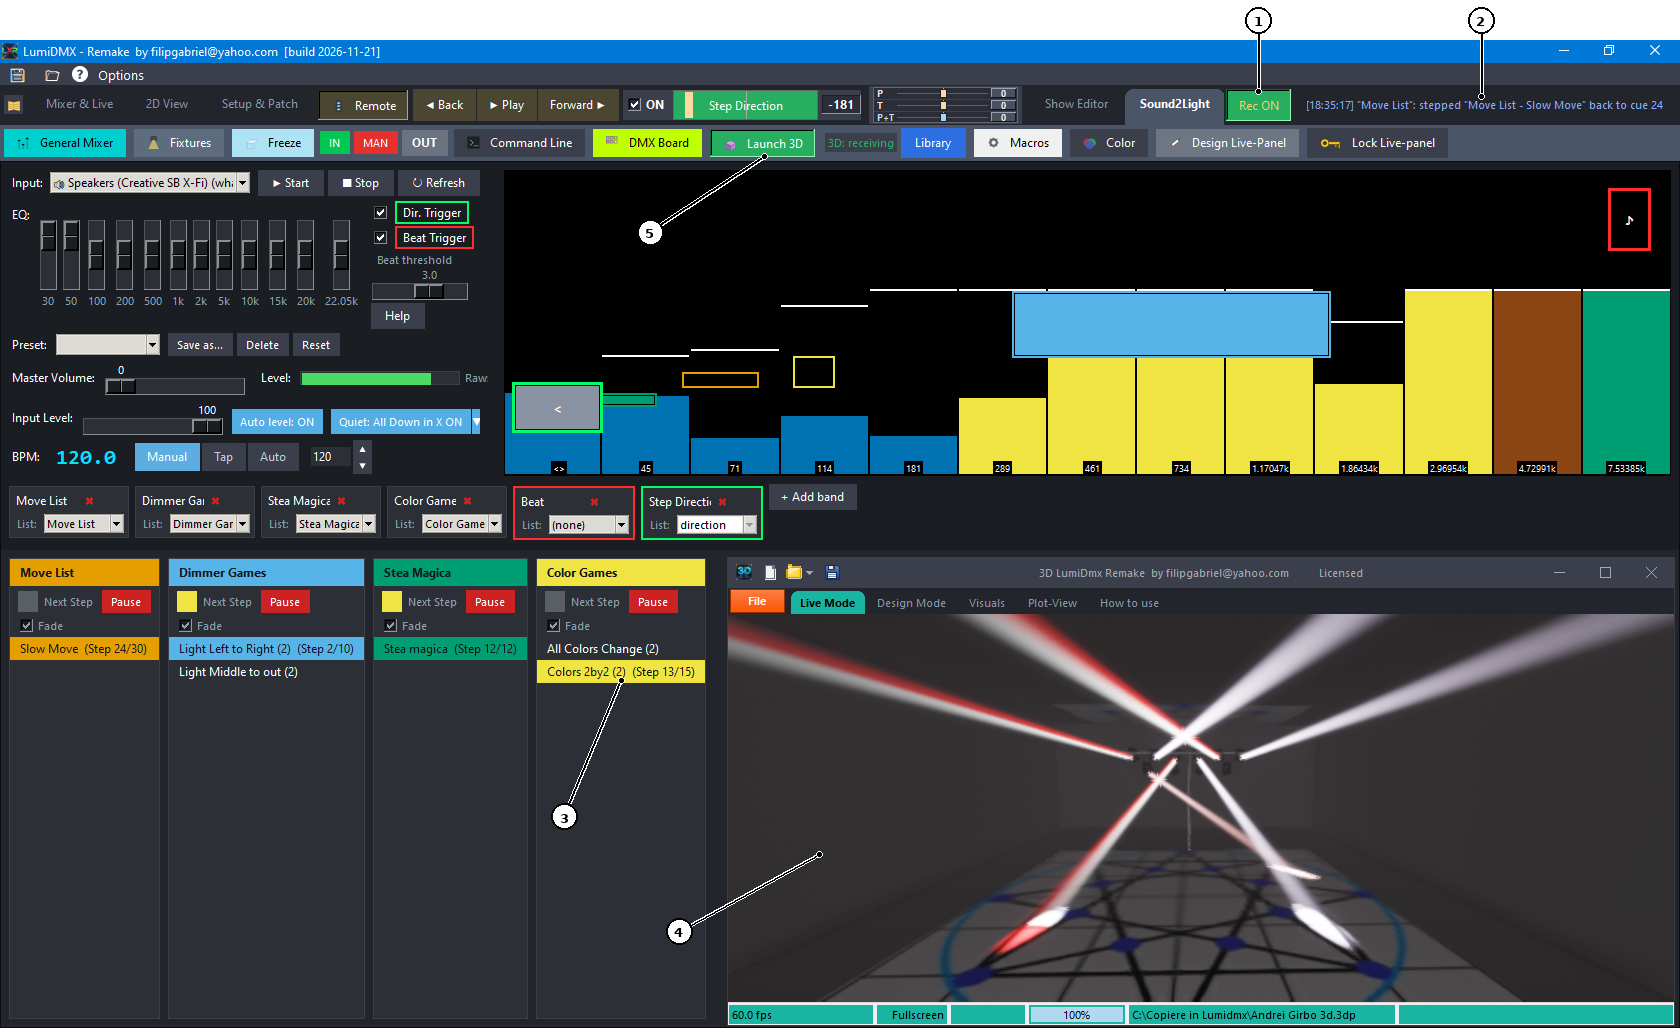 1
2
LumiDMX - Remake by filipgabriel@yahoo.com [build 2026-11-21]
? Options
Mixer & Live
2D View
Setup & Patch
Remote
Back
Play
Forward
ON
Step Direction
-181
P 0
T 0
P+T 0
Show Editor
Sound2Light
Rec ON
[18:35:17] "Move List": stepped "Move List - Slow Move" back to cue 24
General Mixer
Fixtures
Freeze
IN
MAN
OUT
Command Line
DMX Board
Launch 3D
3D: receiving
Library
Macros
Color
Design Live-Panel
Lock Live-panel
Input:
Speakers (Creative SB X-Fi) (wh
Start
Stop
Refresh
EQ:
30 50 100 200 500 1k 2k 5k 10k 15k 20k 22.05k
Dir. Trigger
Beat Trigger
Beat threshold
3.0
Help
Preset:
Save as...
Delete
Reset
Master Volume:
0
Level:
Raw:
Input Level:
100
Auto level: ON
Quiet: All Down in X ON
BPM:
120.0
Manual
Tap
Auto
120
5
♪
<
<> 45 71 114 181 289 461 734 1.17047k 1.86434k 2.96954k 4.72991k 7.53385k
Move List
List: Move List
Dimmer Gar
List: Dimmer Gar
Stea Magica
List: Stea Magica
Color Game
List: Color Game
Beat
List: (none)
Step Directi
List: direction
+ Add band
Move List
Next Step
Pause
Fade
Slow Move (Step 24/30)
Dimmer Games
Next Step
Pause
Fade
Light Left to Right (2) (Step 2/10)
Light Middle to out (2)
Stea Magica
Next Step
Pause
Fade
Stea magica (Step 12/12)
Color Games
Next Step
Pause
Fade
All Colors Change (2)
Colors 2by2 (2) (Step 13/15)
3
4
3D
3D LumiDmx Remake by filipgabriel@yahoo.com
Licensed
File
Live Mode
Design Mode
Visuals
Plot-View
How to use
60.0 fps
Fullscreen
100%
C:\Copiere in Lumidmx\Andrei Girbo 3d.3dp